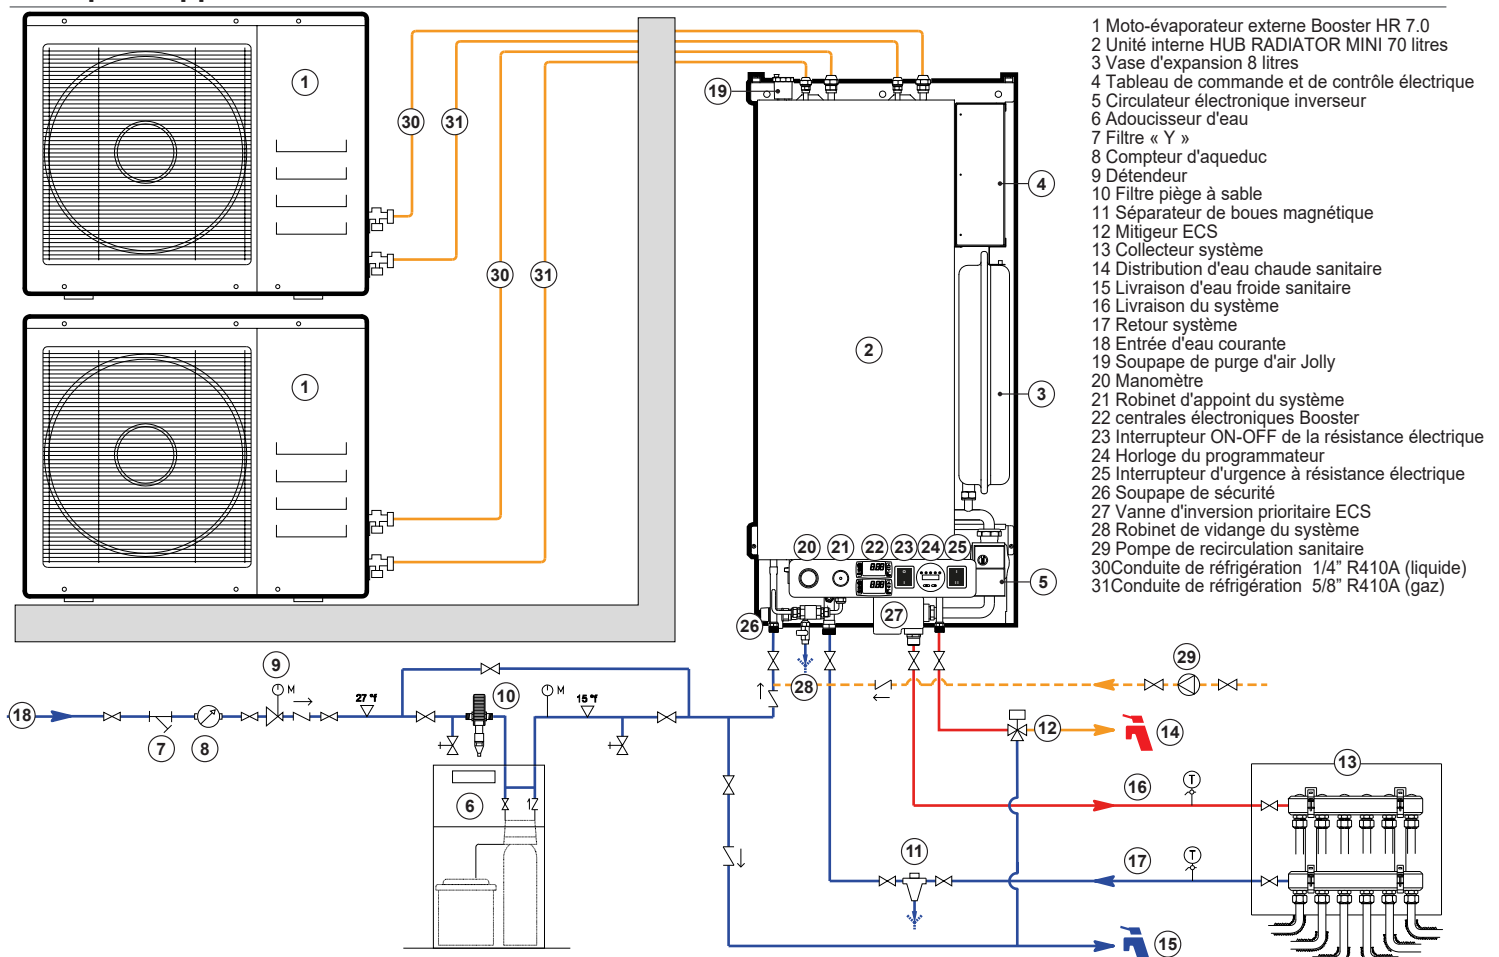 1 Moto-évaporateur externe Booster HR 7.0
2 Unité interne HUB RADIATOR MINI 70 litres
3 Vase d'expansion 8 litres
4 Tableau de commande et de contrôle électrique
5 Circulateur électronique inverseur
6 Adoucisseur d'eau
7 Filtre « Y »
8 Compteur d'aqueduc
9 Détendeur
10 Filtre piège à sable
11 Séparateur de boues magnétique
12 Mitigeur ECS
13 Collecteur système
14 Distribution d'eau chaude sanitaire
15 Livraison d'eau froide sanitaire
16 Livraison du système
17 Retour système
18 Entrée d'eau courante
19 Soupape de purge d'air Jolly
20 Manomètre
21 Robinet d'appoint du système
22 centrales électroniques Booster
23 Interrupteur ON-OFF de la résistance électrique
24 Horloge du programmateur
25 Interrupteur d'urgence à résistance électrique
26 Soupape de sécurité
27 Vanne d'inversion prioritaire ECS
28 Robinet de vidange du système
29 Pompe de recirculation sanitaire
30Conduite de réfrigération 1/4” R410A (liquide)
31Conduite de réfrigération 5/8” R410A (gaz)
1
19
30
31
4
30
31
2
1
3
20
21
22
23
24
25
5
26
27
9
M
27 °f
10
M
15 °f
28
29
18
7
8
12
14
6
13
16
T
11
17
T
15